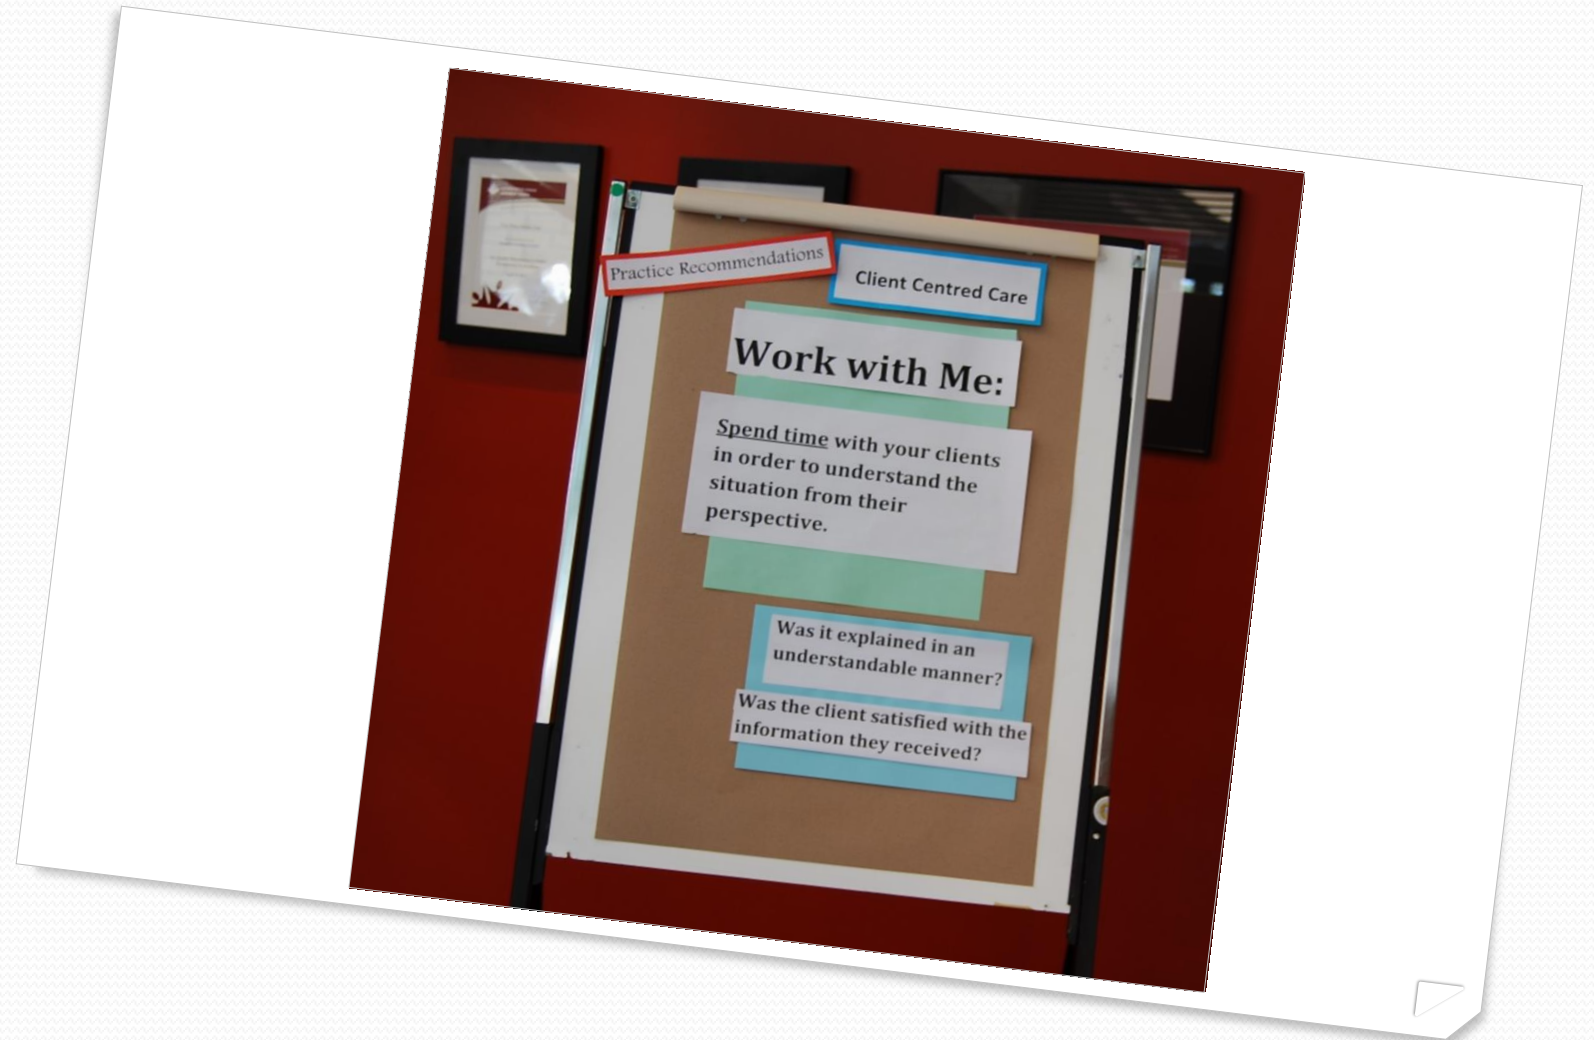 Practice Recommendations
Client Centred Care
Work with Me:
Spend time with your clients
in order to understand the
situation from their
perspective.
Was it explained in an
understandable manner?
Was the client satisfied with the
information they received?